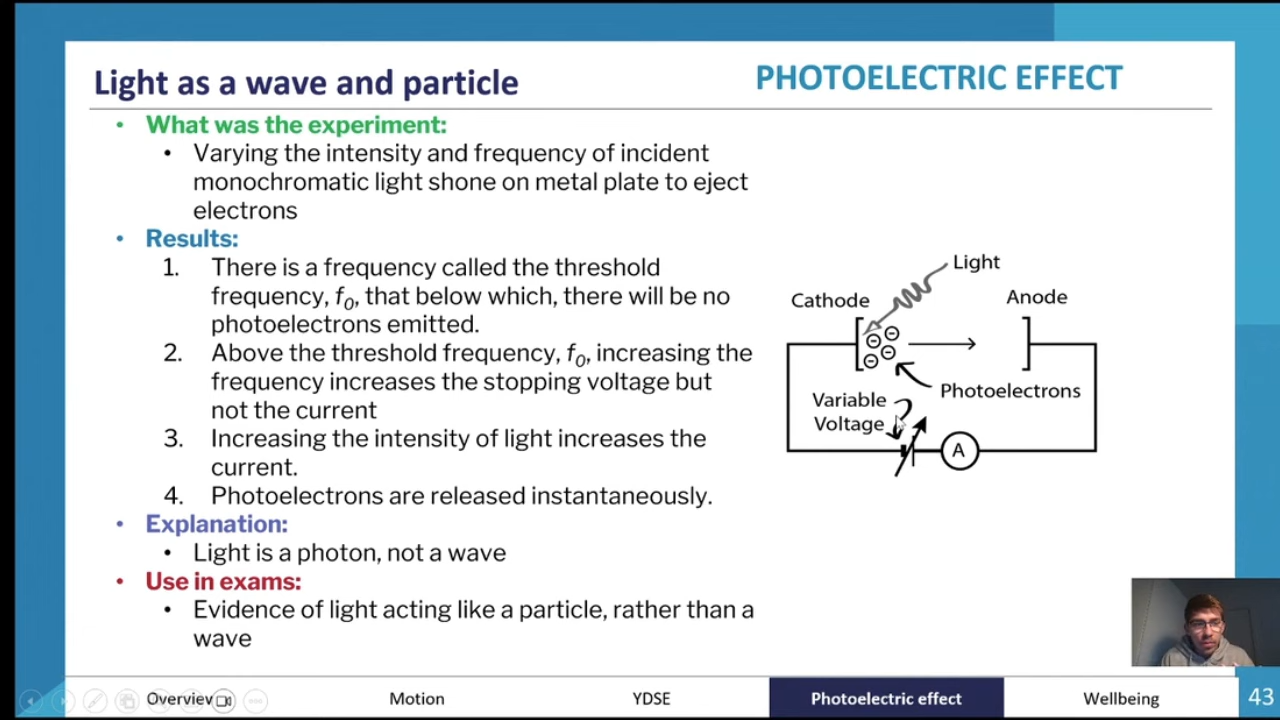 Light as a wave and particle
PHOTOELECTRIC EFFECT
• What was the experiment:
• Varying the intensity and frequency of incident
monochromatic light shone on metal plate to eject
electrons
• Results:
1. There is a frequency called the threshold
frequency, f₀, that below which, there will be no
photoelectrons emitted.
2. Above the threshold frequency, f₀, increasing the
frequency increases the stopping voltage but
not the current
3. Increasing the intensity of light increases the
current.
4. Photoelectrons are released instantaneously.
• Explanation:
• Light is a photon, not a wave
• Use in exams:
• Evidence of light acting like a particle, rather than a
wave
Light
Cathode
Anode
Photoelectrons
Variable
Voltage
A
Overview
Motion
YDSE
Photoelectric effect
Wellbeing
43